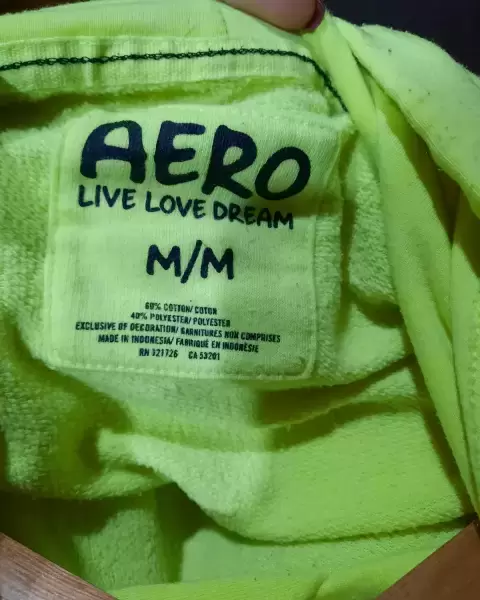 AERO
LIVE LOVE DREAM
M/M
60% COTTON/ COTON
40% POLYESTER/ POLYESTER
EXCLUSIVE OF DECORATION/ GARNITURES NON COMPRISES
MADE IN INDONESIA/ FABRIQUÉ EN INDONÉSIE
RN 121726 CA 53201